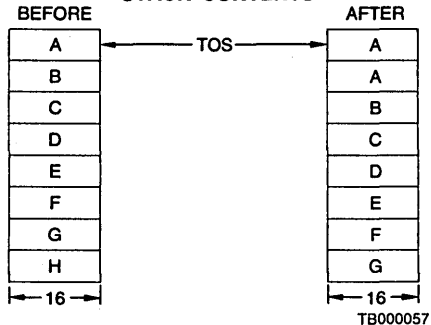 BEFORE AFTER
A TOS A
B A
C B
D C
E D
F E
G F
H G
16 16
TB000057